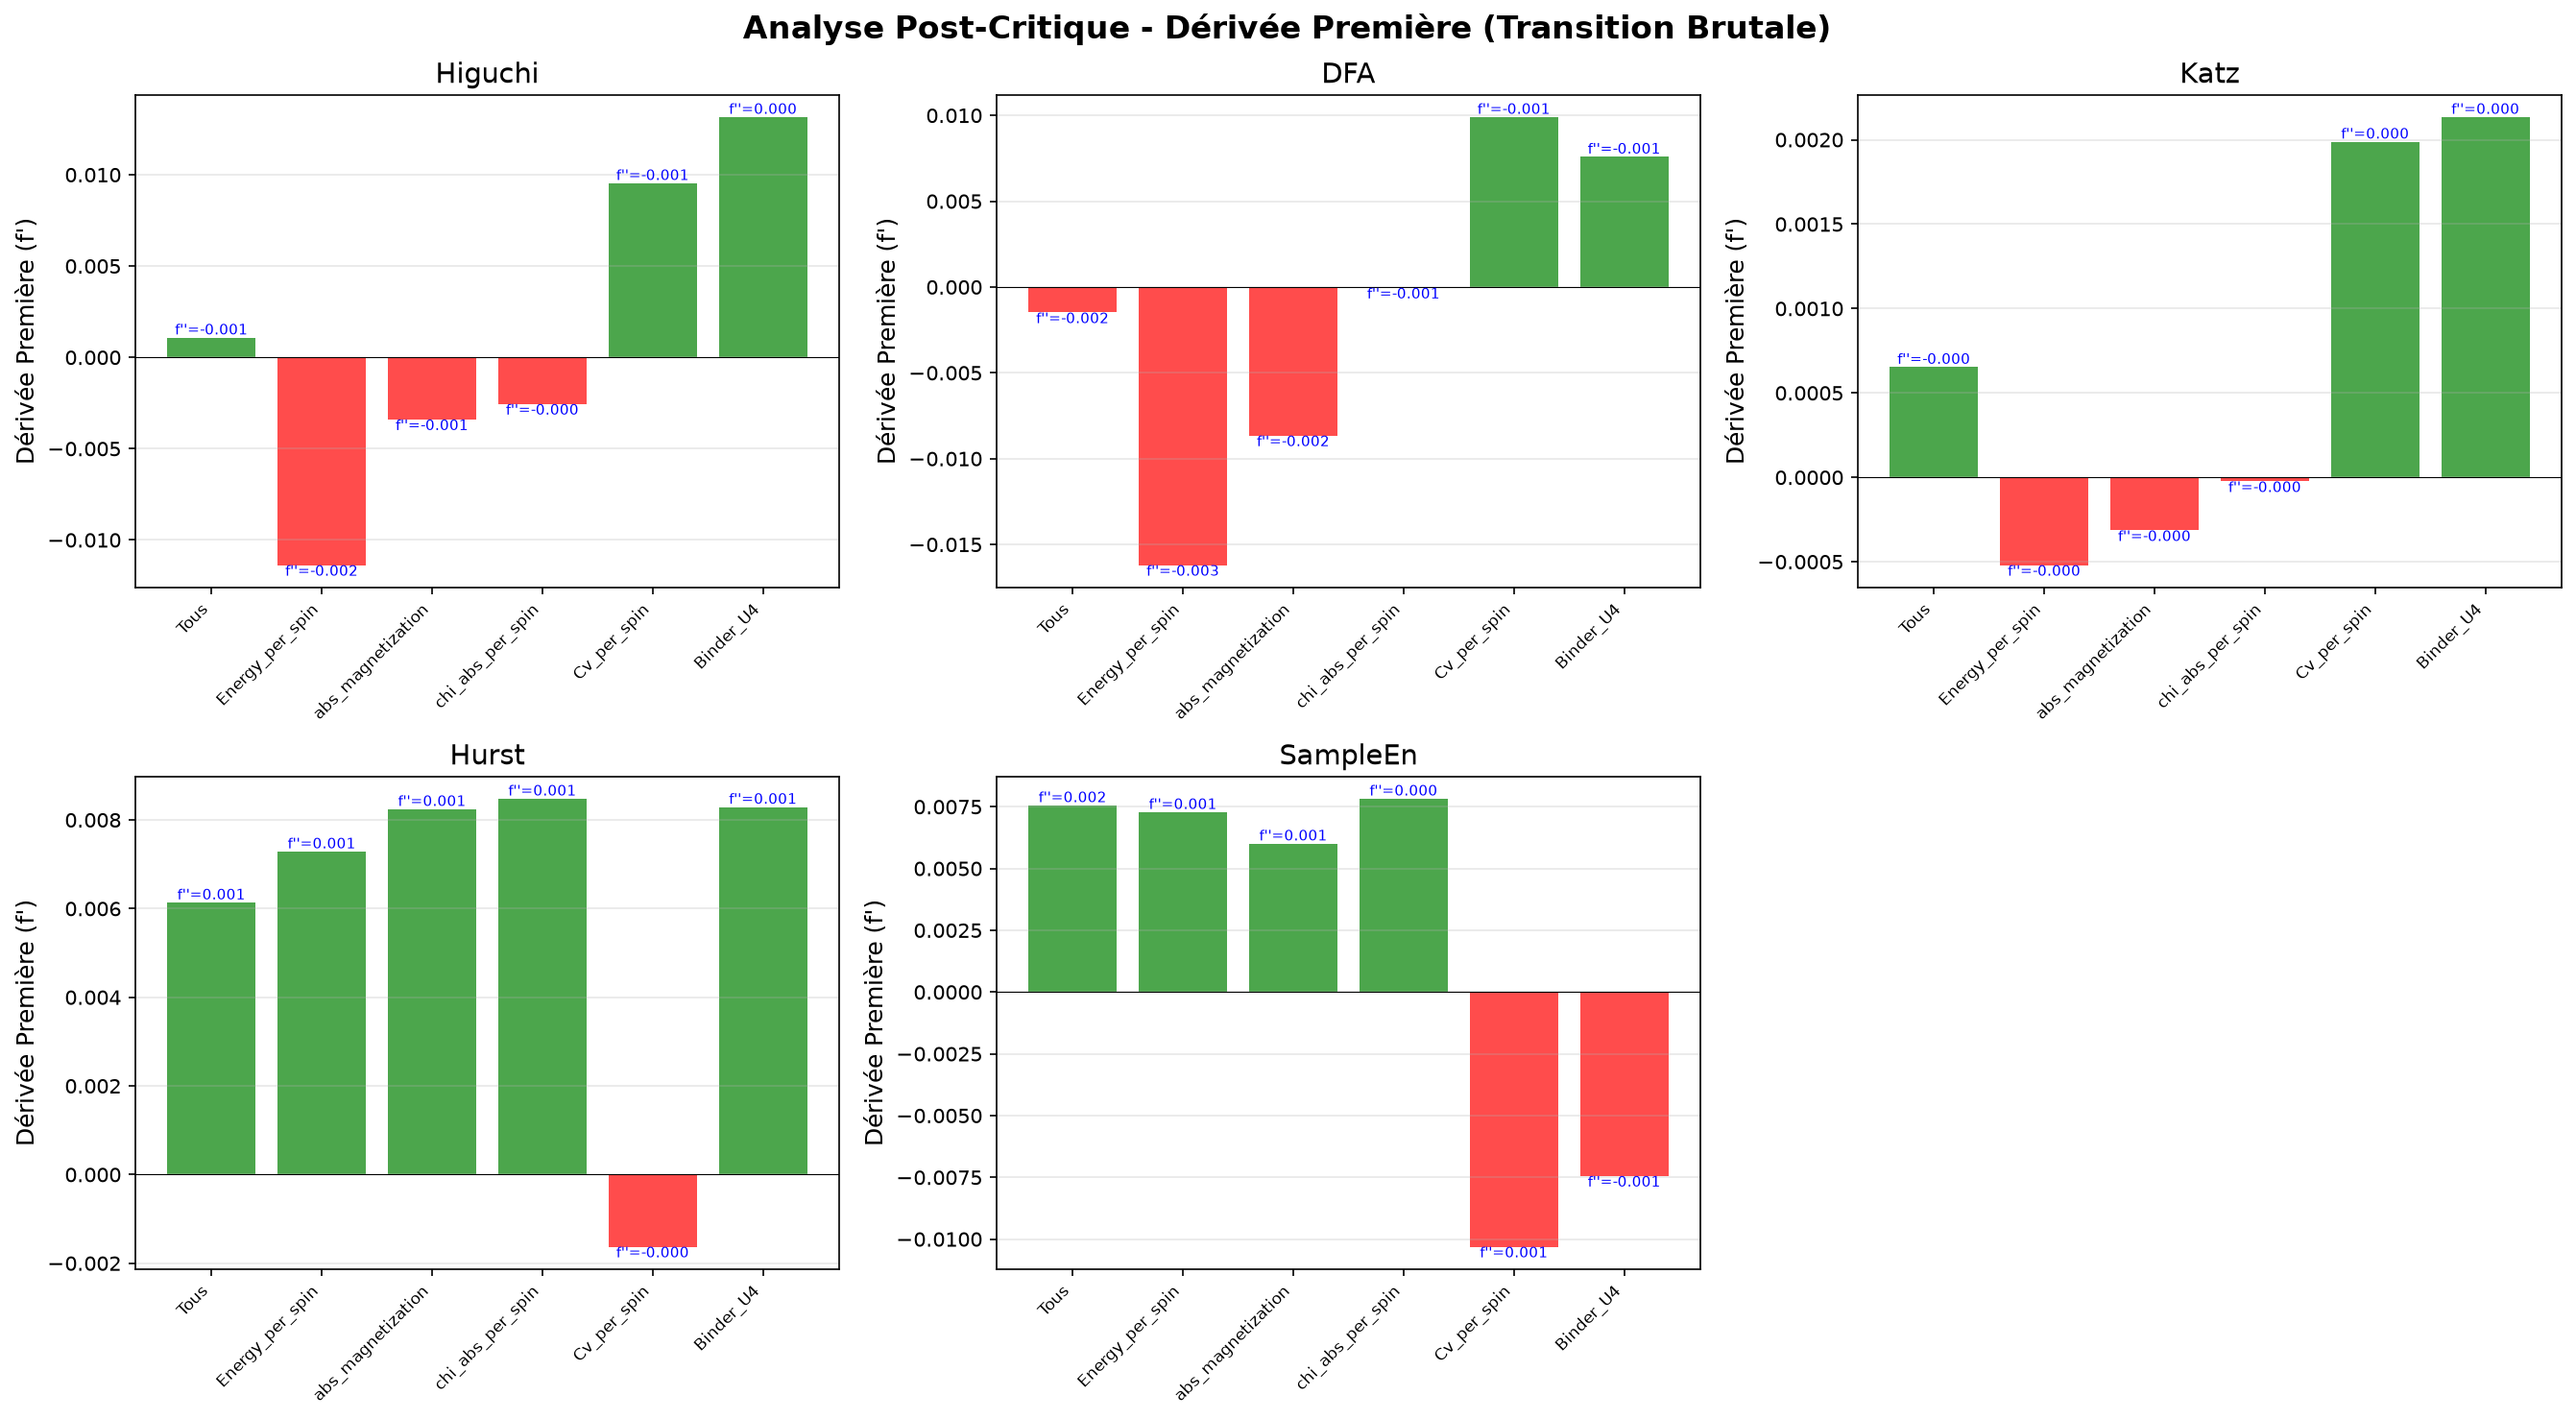 Analyse Post-Critique - Dérivée Première (Transition Brutale)
Higuchi
Dérivée Première (f')
0.010
0.005
0.000
−0.005
−0.010
f''=-0.001
f''=-0.002
f''=-0.001
f''=-0.000
f''=-0.001
f''=0.000
Tous
Energy_per_spin
abs_magnetization
chi_abs_per_spin
Cv_per_spin
Binder_U4
DFA
Dérivée Première (f')
0.010
0.005
0.000
−0.005
−0.010
−0.015
f''=-0.002
f''=-0.003
f''=-0.002
f''=-0.001
f''=-0.001
f''=-0.001
Tous
Energy_per_spin
abs_magnetization
chi_abs_per_spin
Cv_per_spin
Binder_U4
Katz
Dérivée Première (f')
0.0020
0.0015
0.0010
0.0005
0.0000
−0.0005
f''=-0.000
f''=-0.000
f''=-0.000
f''=-0.000
f''=0.000
f''=0.000
Tous
Energy_per_spin
abs_magnetization
chi_abs_per_spin
Cv_per_spin
Binder_U4
Hurst
Dérivée Première (f')
0.008
0.006
0.004
0.002
0.000
−0.002
f''=0.001
f''=0.001
f''=0.001
f''=0.001
f''=-0.000
f''=0.001
Tous
Energy_per_spin
abs_magnetization
chi_abs_per_spin
Cv_per_spin
Binder_U4
SampleEn
Dérivée Première (f')
0.0075
0.0050
0.0025
0.0000
−0.0025
−0.0050
−0.0075
−0.0100
f''=0.002
f''=0.001
f''=0.001
f''=0.000
f''=0.001
f''=-0.001
Tous
Energy_per_spin
abs_magnetization
chi_abs_per_spin
Cv_per_spin
Binder_U4